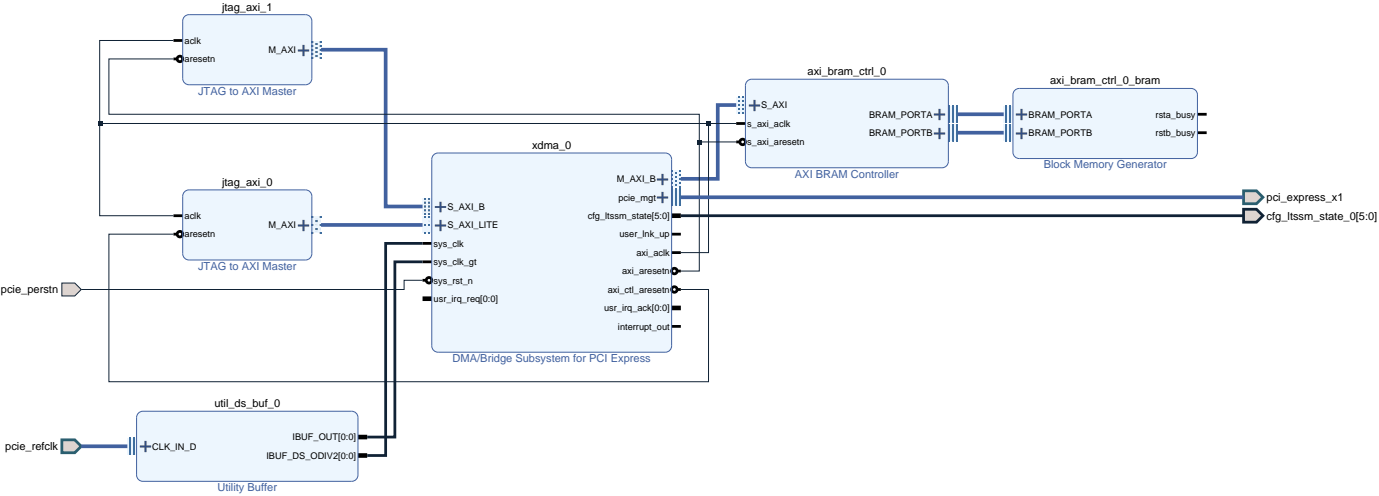 jtag_axi_1
aclk
aresetn
M_AXI
JTAG to AXI Master
axi_bram_ctrl_0
S_AXI
s_axi_aclk
s_axi_aresetn
BRAM_PORTA
BRAM_PORTB
AXI BRAM Controller
axi_bram_ctrl_0_bram
BRAM_PORTA
BRAM_PORTB
rsta_busy
rstb_busy
Block Memory Generator
jtag_axi_0
aclk
aresetn
M_AXI
JTAG to AXI Master
xdma_0
S_AXI_B
S_AXI_LITE
sys_clk
sys_clk_gt
sys_rst_n
usr_irq_req[0:0]
M_AXI_B
pcie_mgt
cfg_ltssm_state[5:0]
user_lnk_up
axi_aclk
axi_aresetn
axi_ctl_aresetn
usr_irq_ack[0:0]
interrupt_out
DMA/Bridge Subsystem for PCI Express
pci_express_x1
cfg_ltssm_state_0[5:0]
pcie_perstn
util_ds_buf_0
pcie_refclk
CLK_IN_D
IBUF_OUT[0:0]
IBUF_DS_ODIV2[0:0]
Utility Buffer